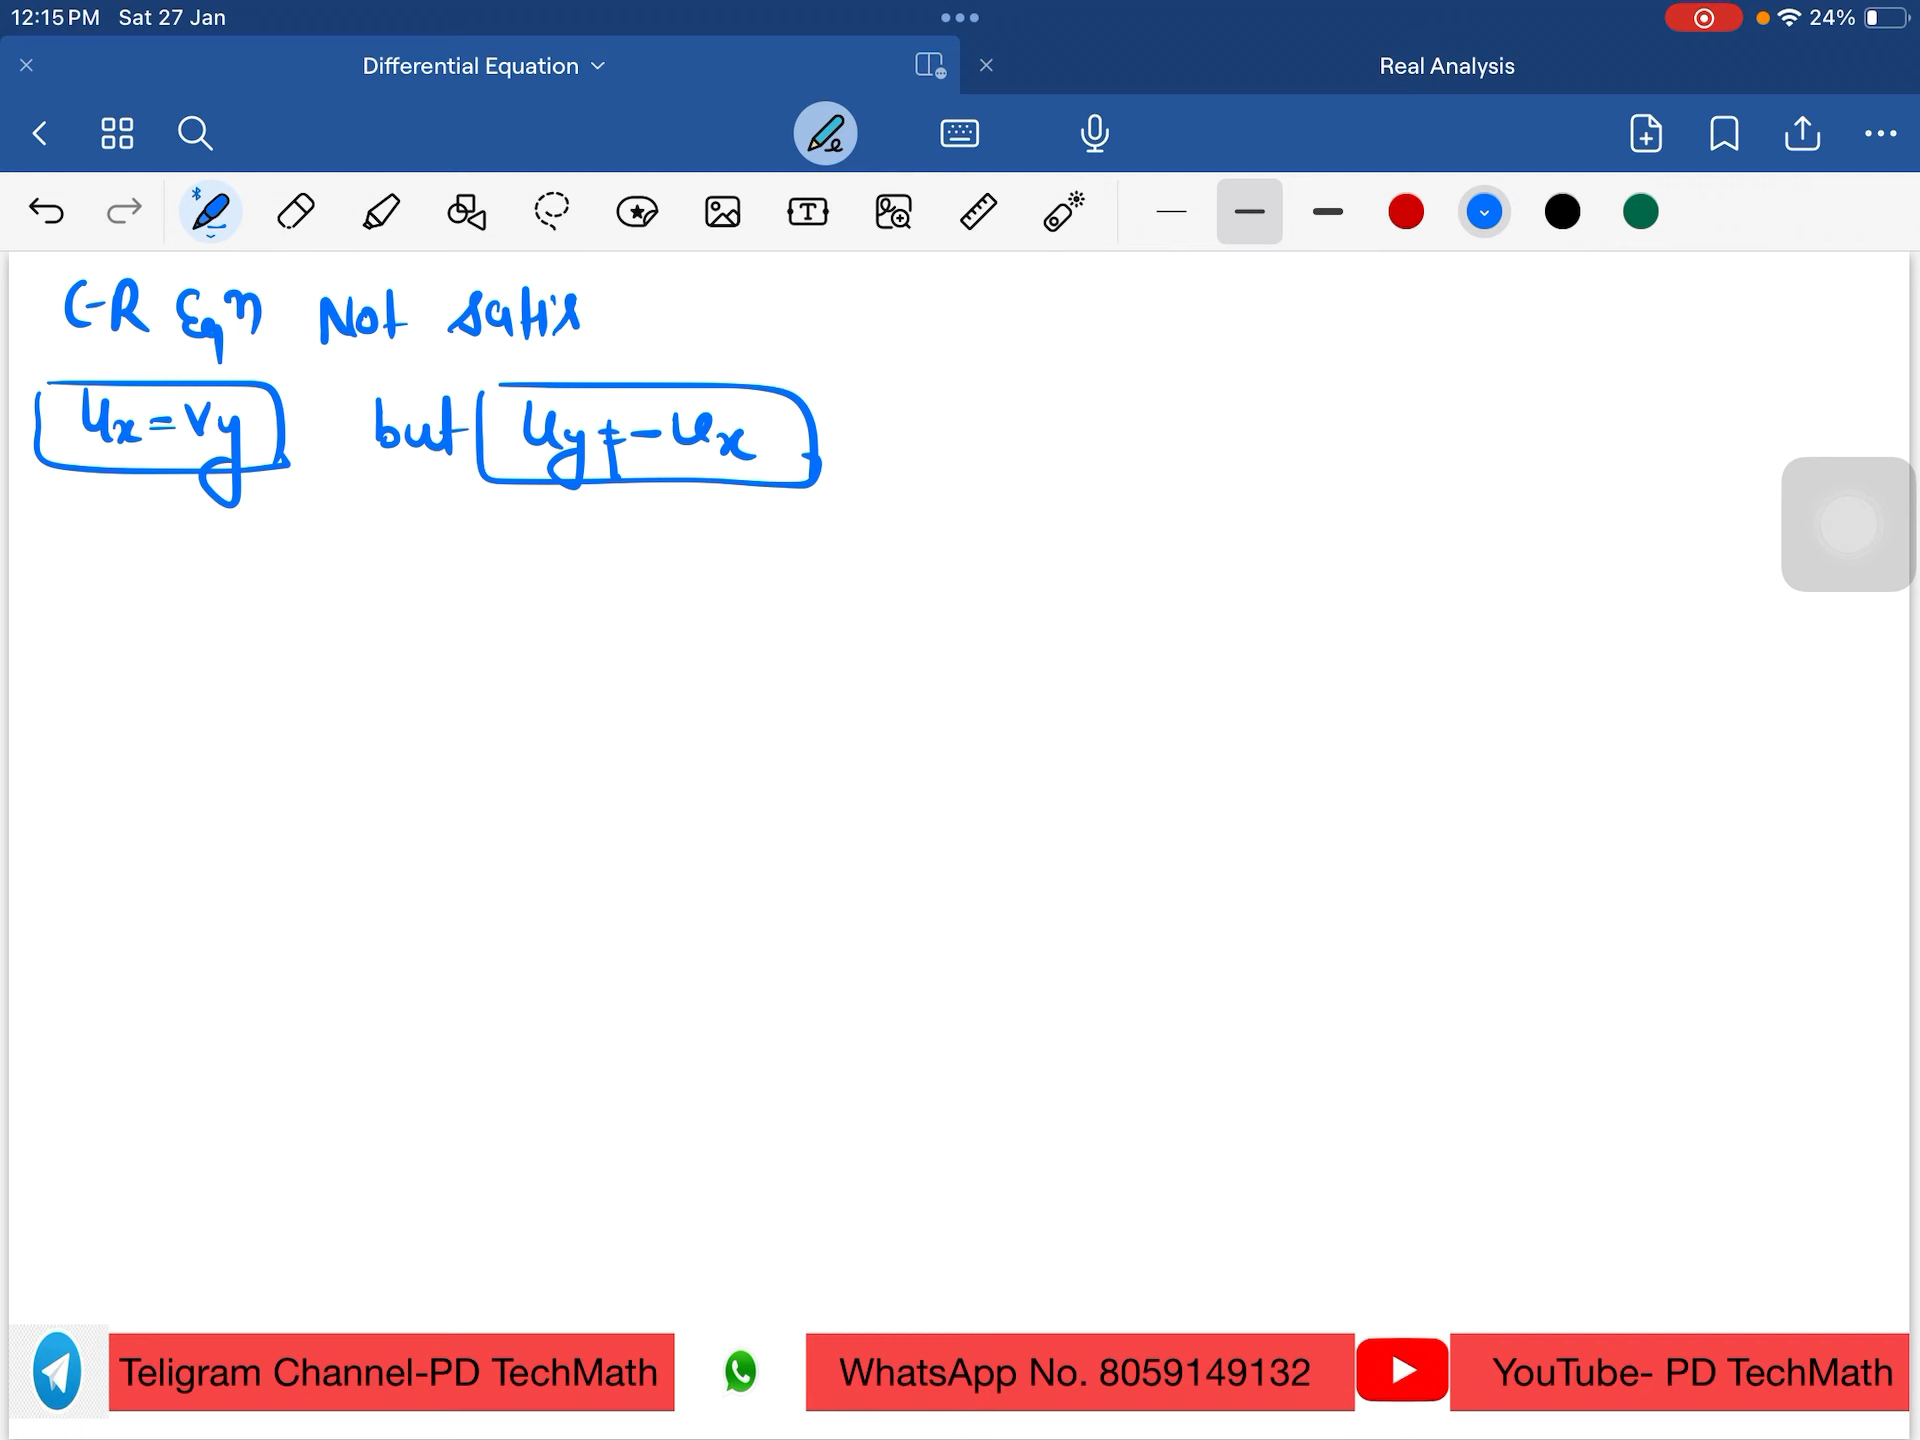 12:15 PM Sat 27 Jan 24%
Differential Equation Real Analysis
C-R Eqn Not satis
Ux = Vy but Uy ≠ -Vx
Teligram Channel-PD TechMath WhatsApp No. 8059149132 YouTube- PD TechMath